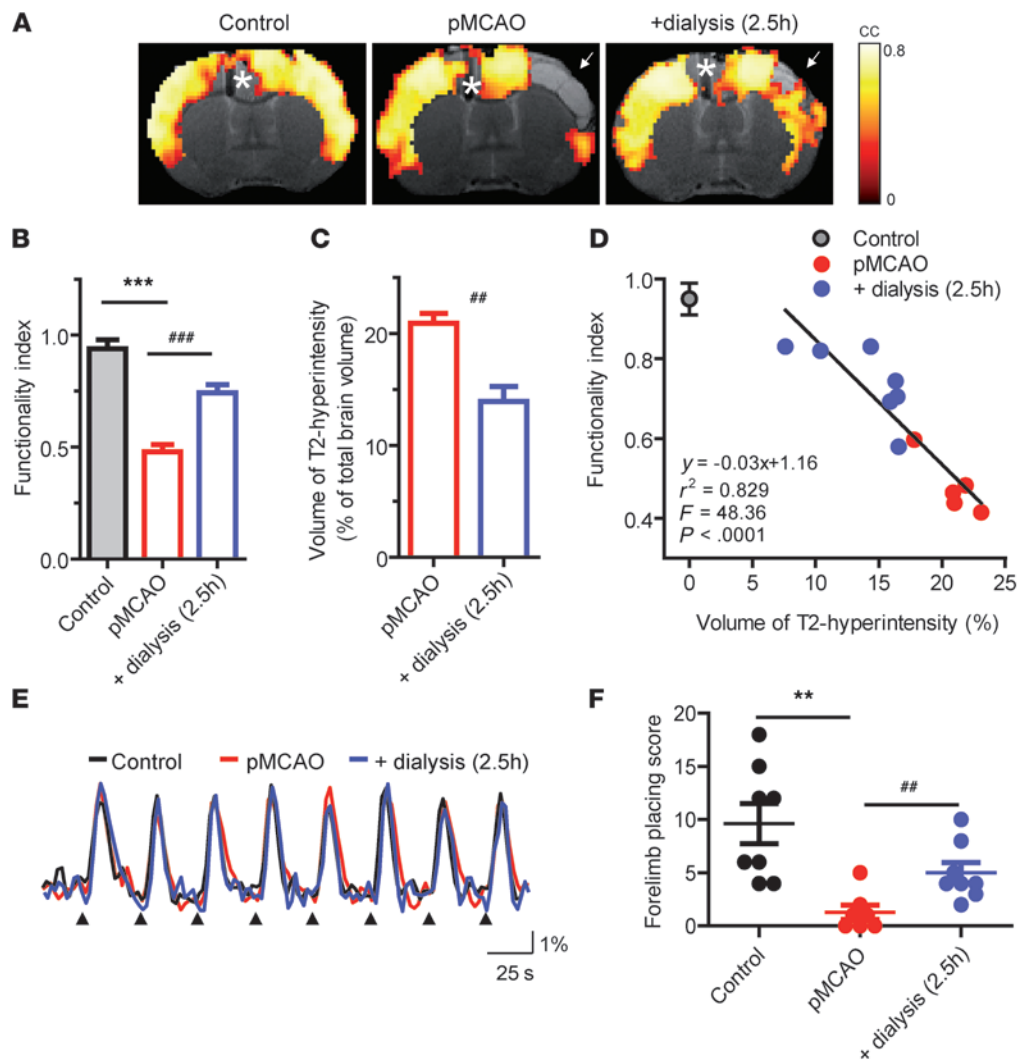 A
Control
pMCAO
+dialysis (2.5h)
CC
0.8
0
*
*
*
B
Functionality index
1.0
0.5
0.0
***
###
Control
pMCAO
+ dialysis (2.5h)
C
Volume of T2-hyperintensity
(% of total brain volume)
20
10
0
##
pMCAO
+ dialysis (2.5h)
D
Control
pMCAO
+ dialysis (2.5h)
Functionality index
0.8
0.6
0.4
y = -0.03x+1.16
r² = 0.829
F = 48.36
P < .0001
0 5 10 15 20 25
Volume of T2-hyperintensity (%)
E
Control pMCAO + dialysis (2.5h)
1%
25 s
F
Forelimb placing score
20
15
10
5
0
**
##
Control
pMCAO
+ dialysis (2.5h)